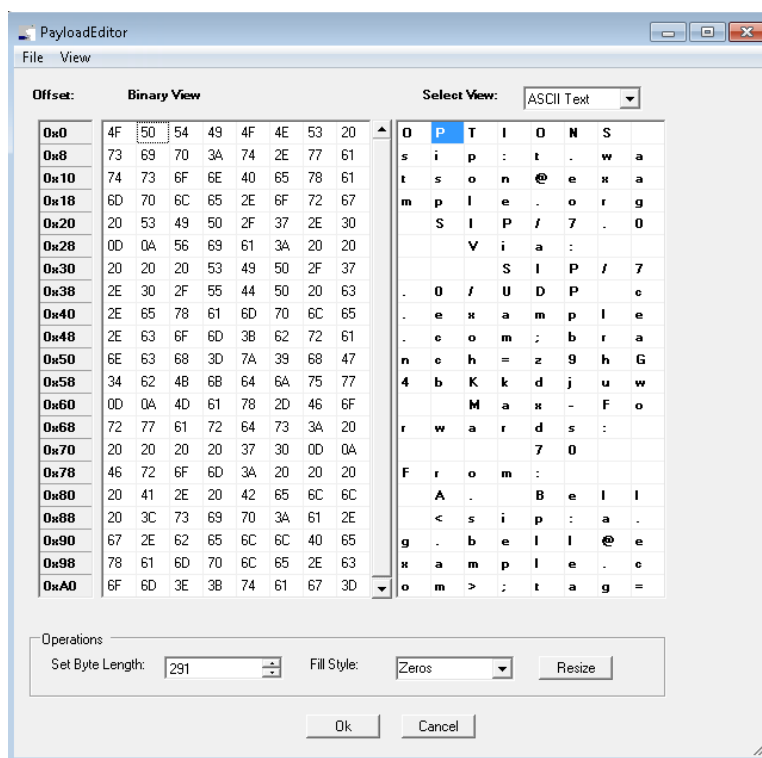 PayloadEditor
File View
Offset: Binary View Select View: ASCII Text
0x0 4F 50 54 49 4F 4E 53 20 O P T I O N S
0x8 73 69 70 3A 74 2E 77 61 s i p : t . w a
0x10 74 73 6F 6E 40 65 78 61 t s o n @ e x a
0x18 6D 70 6C 65 2E 6F 72 67 m p l e . o r g
0x20 20 53 49 50 2F 37 2E 30 S I P / 7 . 0
0x28 0D 0A 56 69 61 3A 20 20 V i a :
0x30 20 20 20 53 49 50 2F 37 S I P / 7
0x38 2E 30 2F 55 44 50 20 63 . 0 / U D P c
0x40 2E 65 78 61 6D 70 6C 65 . e x a m p l e
0x48 2E 63 6F 6D 3B 62 72 61 . c o m ; b r a
0x50 6E 63 68 3D 7A 39 68 47 n c h = z 9 h G
0x58 34 62 4B 6B 64 6A 75 77 4 b K k d j u w
0x60 0D 0A 4D 61 78 2D 46 6F M a x - F o
0x68 72 77 61 72 64 73 3A 20 r w a r d s :
0x70 20 20 20 20 37 30 0D 0A 7 0
0x78 46 72 6F 6D 3A 20 20 20 F r o m :
0x80 20 41 2E 20 42 65 6C 6C A . B e l l
0x88 20 3C 73 69 70 3A 61 2E < s i p : a .
0x90 67 2E 62 65 6C 6C 40 65 g . b e l l @ e
0x98 78 61 6D 70 6C 65 2E 63 x a m p l e . c
0xA0 6F 6D 3E 3B 74 61 67 3D o m > ; t a g =
Operations
Set Byte Length: 291 Fill Style: Zeros Resize
Ok Cancel